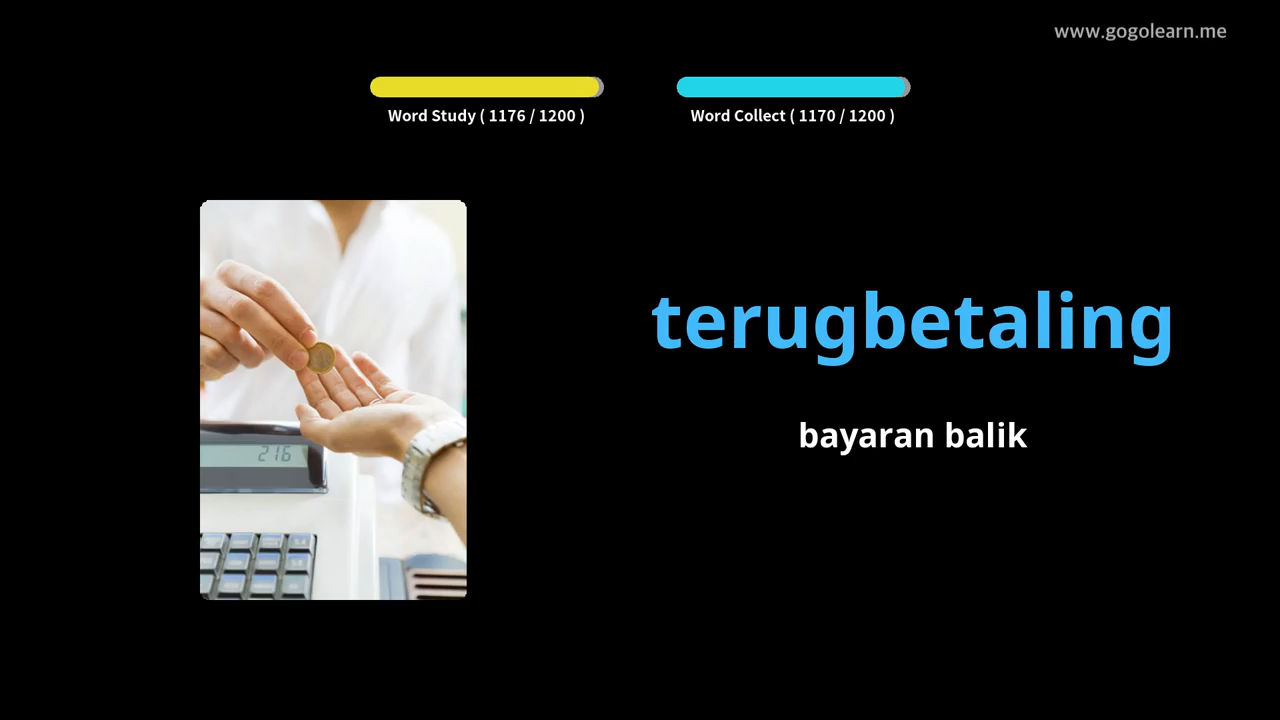 www.gogolearn.me
Word Study ( 1176 / 1200 )
Word Collect ( 1170 / 1200 )
terugbetaling
bayaran balik
216